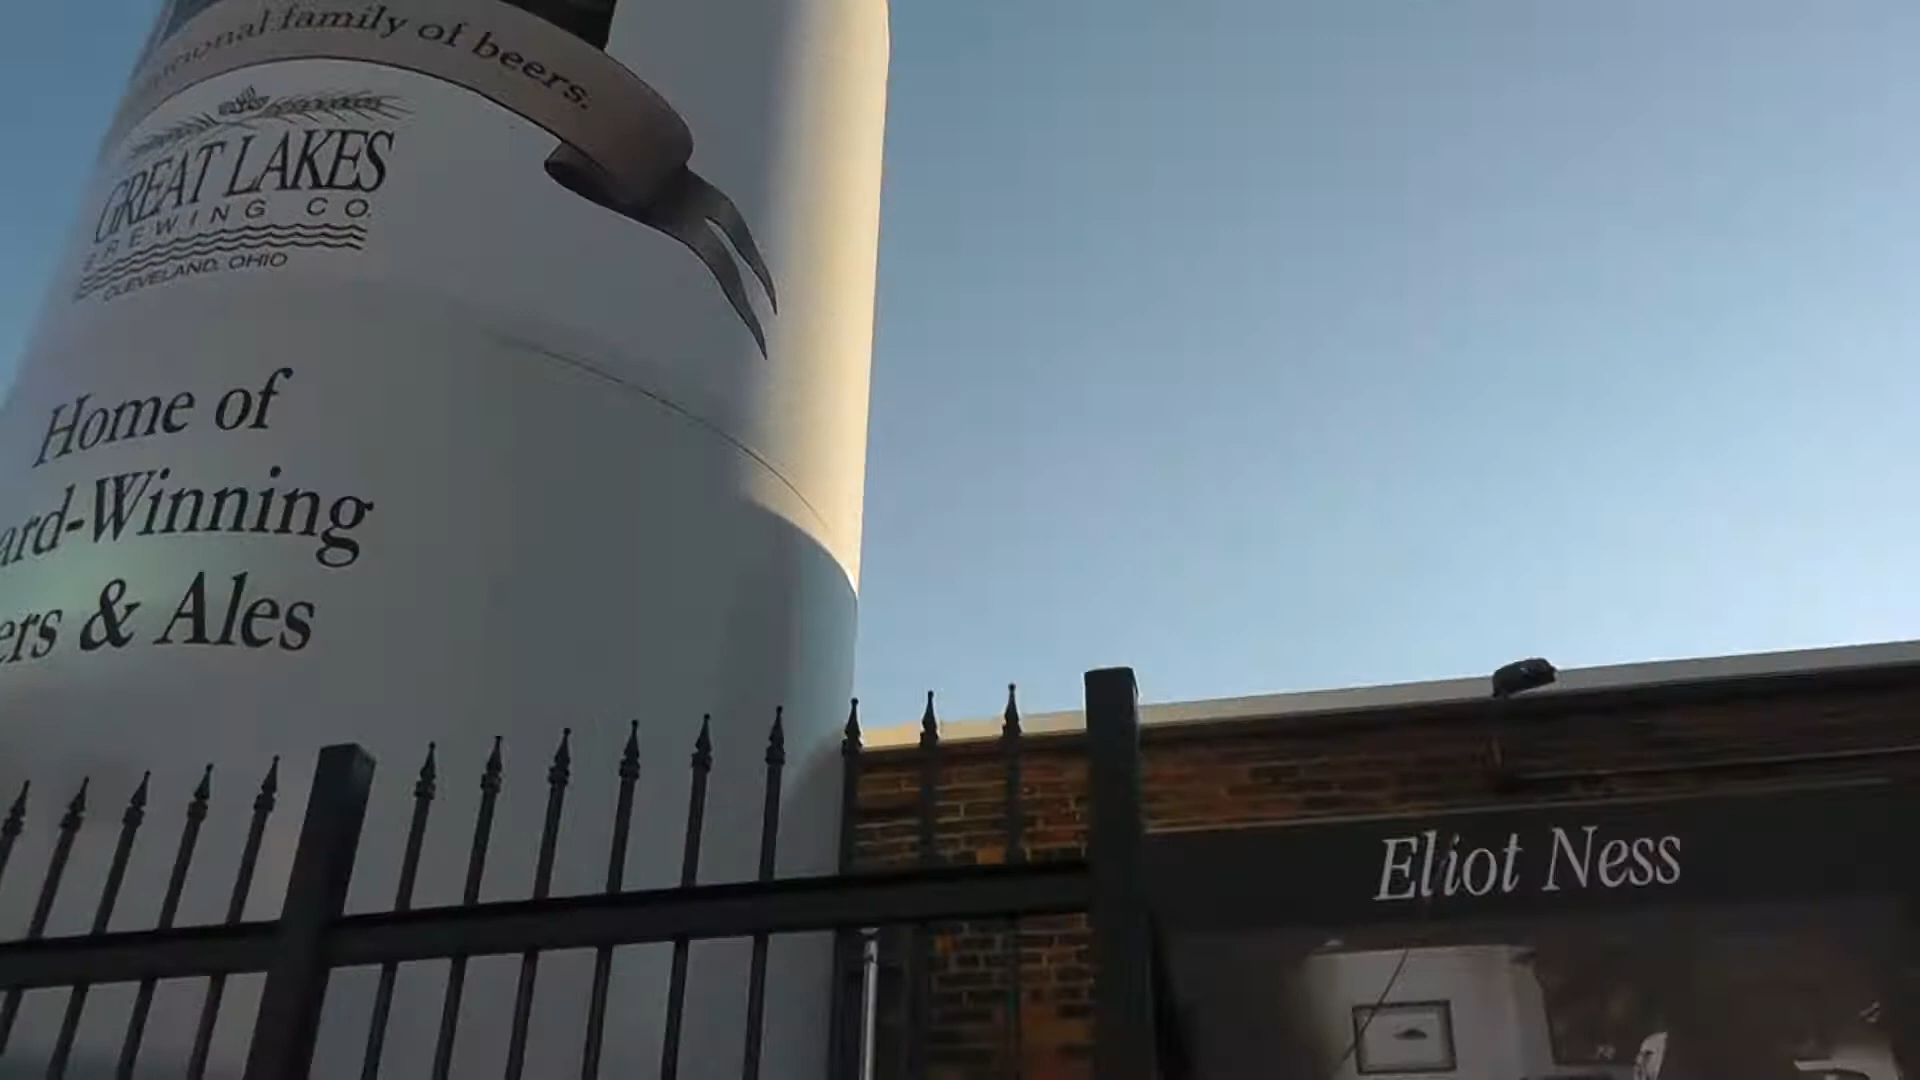 family of beers.
GREAT LAKES
BREWING CO.
CLEVELAND, OHIO
Home of
ard-Winning
ers & Ales
Eliot Ness